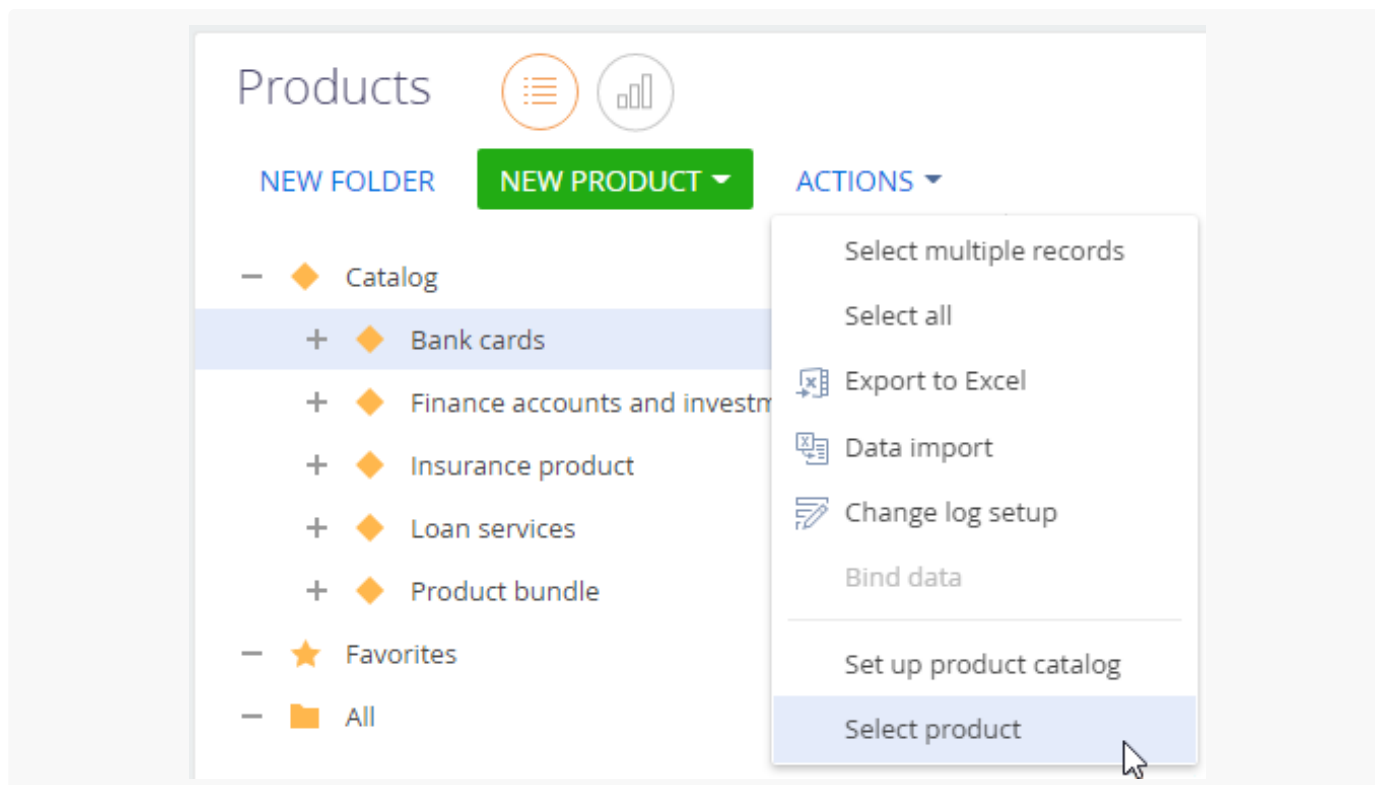 Products
NEW FOLDER
NEW PRODUCT
ACTIONS
Catalog
Bank cards
Finance accounts and investm
Insurance product
Loan services
Product bundle
Favorites
All
Select multiple records
Select all
Export to Excel
Data import
Change log setup
Bind data
Set up product catalog
Select product